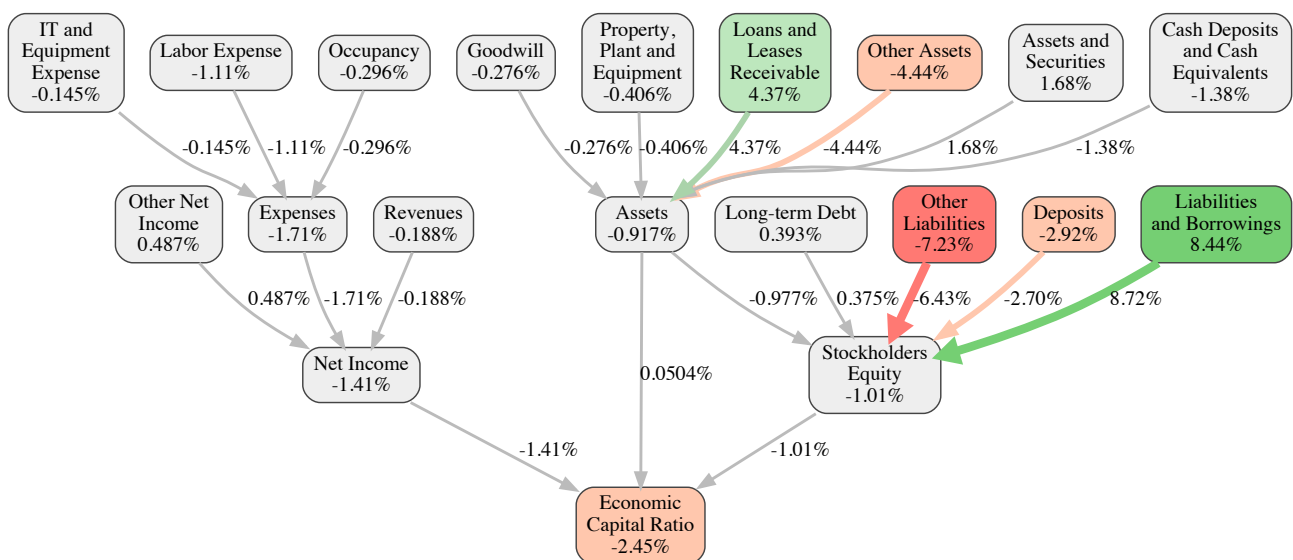 IT and
Equipment
Expense
-0.145%
Labor Expense
-1.11%
Occupancy
-0.296%
Goodwill
-0.276%
Property,
Plant and
Equipment
-0.406%
Loans and
Leases
Receivable
4.37%
Other Assets
-4.44%
Assets and
Securities
1.68%
Cash Deposits
and Cash
Equivalents
-1.38%
-0.145%
-1.11%
-0.296%
-0.276%
-0.406%
4.37%
-4.44%
1.68%
-1.38%
Other Net
Income
0.487%
Expenses
-1.71%
Revenues
-0.188%
Assets
-0.917%
Long-term Debt
0.393%
Other
Liabilities
-7.23%
Deposits
-2.92%
Liabilities
and Borrowings
8.44%
0.487%
-1.71%
-0.188%
-0.977%
0.375%
-6.43%
-2.70%
8.72%
Net Income
-1.41%
0.0504%
Stockholders
Equity
-1.01%
-1.41%
-1.01%
Economic
Capital Ratio
-2.45%